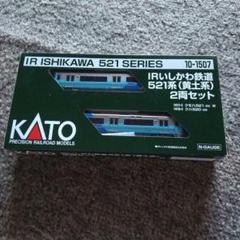 IR ISHIKAWA 521 SERIES
10-1507
IRいしかわ鉄道
521系(黄土系)
2両セット
KATO
PRECISION RAILROAD MODELS
N-GAUGE